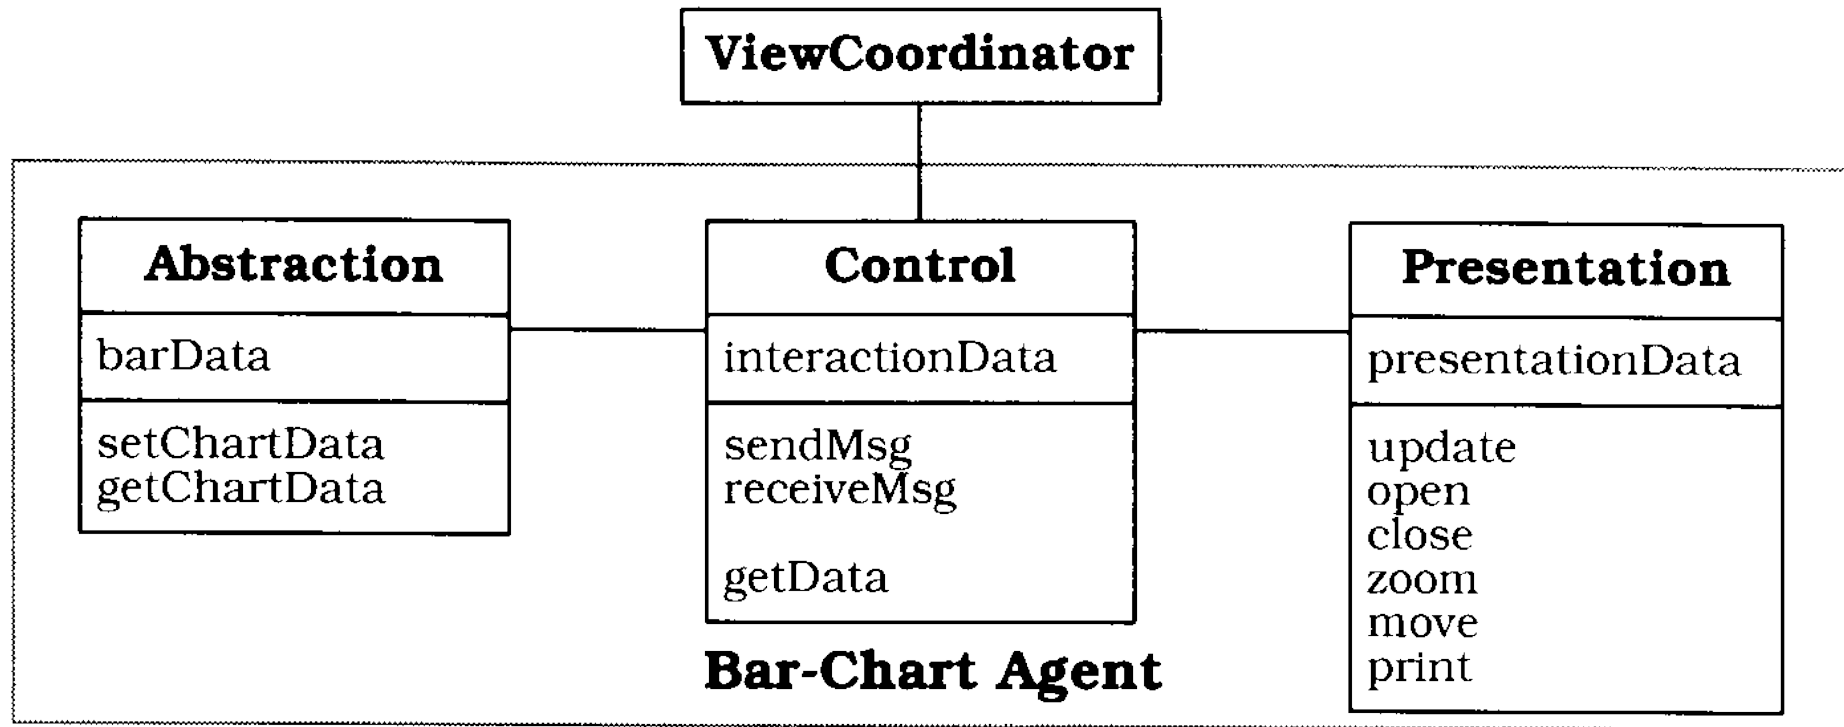 ViewCoordinator
Abstraction
barData
setChartData
getChartData
Control
interactionData
sendMsg
receiveMsg
getData
Presentation
presentationData
update
open
close
zoom
move
print
Bar-Chart Agent